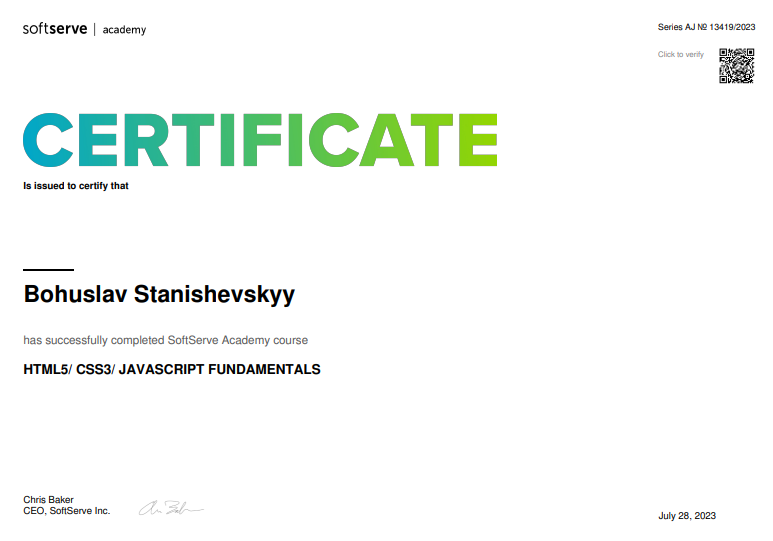 softserve | academy
Series AJ № 13419/2023
Click to verify
CERTIFICATE
Is issued to certify that
Bohuslav Stanishevskyy
has successfully completed SoftServe Academy course
HTML5/ CSS3/ JAVASCRIPT FUNDAMENTALS
Chris Baker
CEO, SoftServe Inc.
July 28, 2023